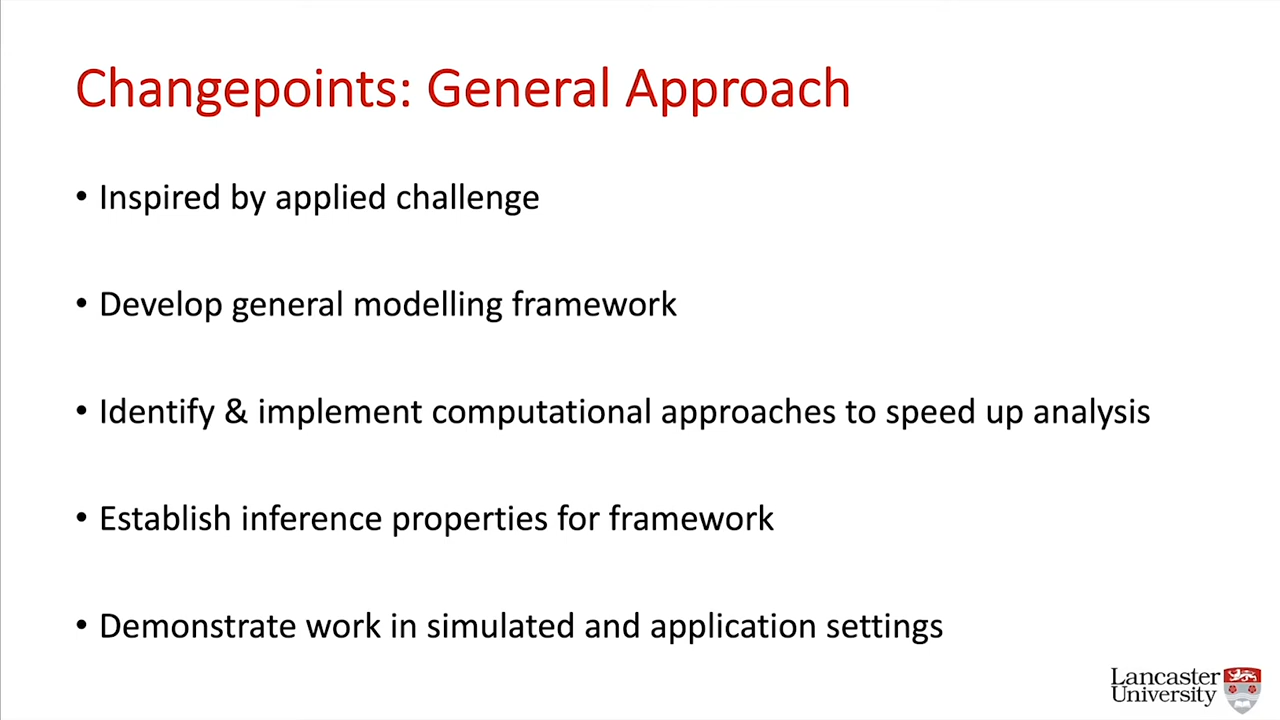 Changepoints: General Approach
• Inspired by applied challenge
• Develop general modelling framework
• Identify & implement computational approaches to speed up analysis
• Establish inference properties for framework
• Demonstrate work in simulated and application settings
Lancaster
University